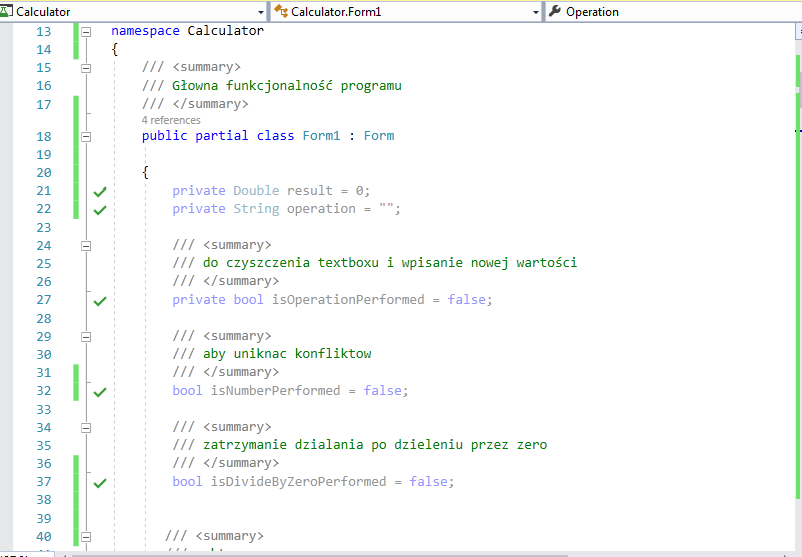 Calculator Calculator.Form1 Operation
13 namespace Calculator
14 {
15 /// <summary>
16 /// Głowna funkcjonalność programu
17 /// </summary>
4 references
18 public partial class Form1 : Form
19
20 {
21 private Double result = 0;
22 private String operation = "";
23
24 /// <summary>
25 /// do czyszczenia textboxu i wpisanie nowej wartości
26 /// </summary>
27 private bool isOperationPerformed = false;
28
29 /// <summary>
30 /// aby uniknac konfliktow
31 /// </summary>
32 bool isNumberPerformed = false;
33
34 /// <summary>
35 /// zatrzymanie dzialania po dzieleniu przez zero
36 /// </summary>
37 bool isDivideByZeroPerformed = false;
38
39
40 /// <summary>